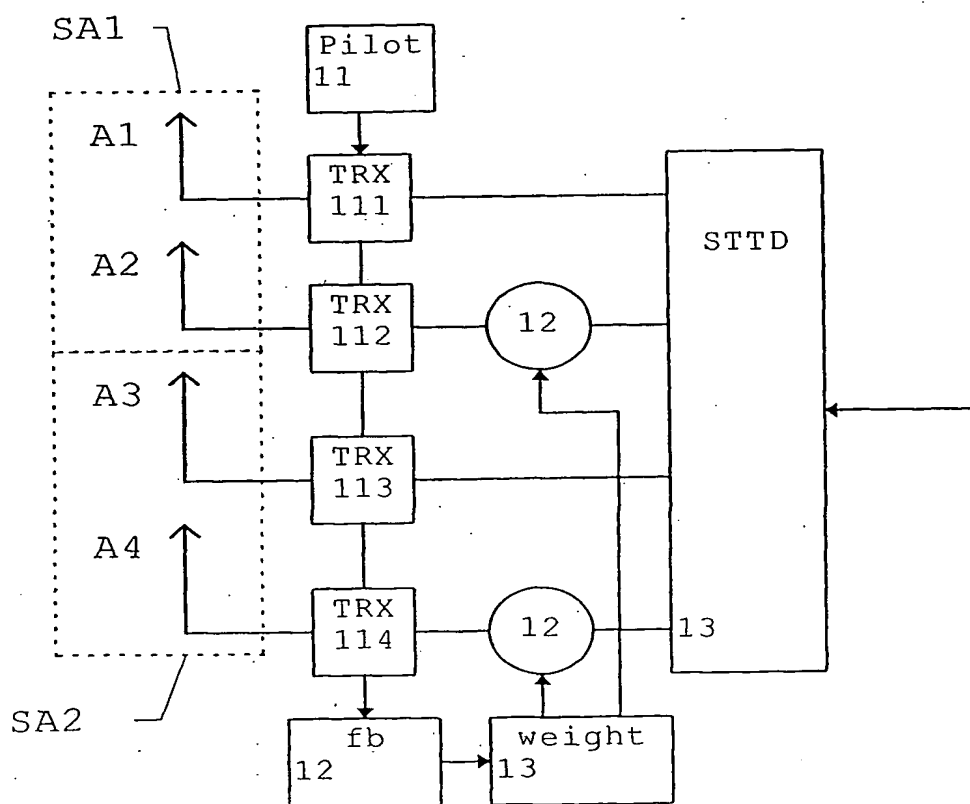 SA1
Pilot
11
A1
TRX
111
STTD
A2
TRX
112
12
A3
TRX
113
A4
TRX
114
12
13
SA2
fb
12
weight
13